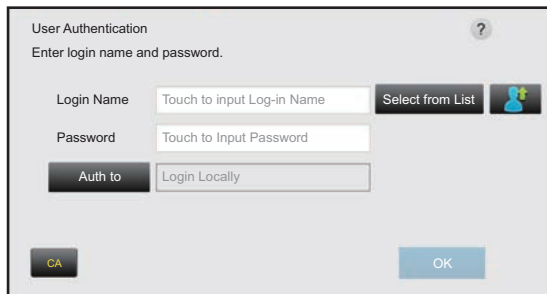 User Authentication
?
Enter login name and password.
Login Name
Touch to input Log-in Name
Select from List
Password
Touch to Input Password
Auth to
Login Locally
CA
OK